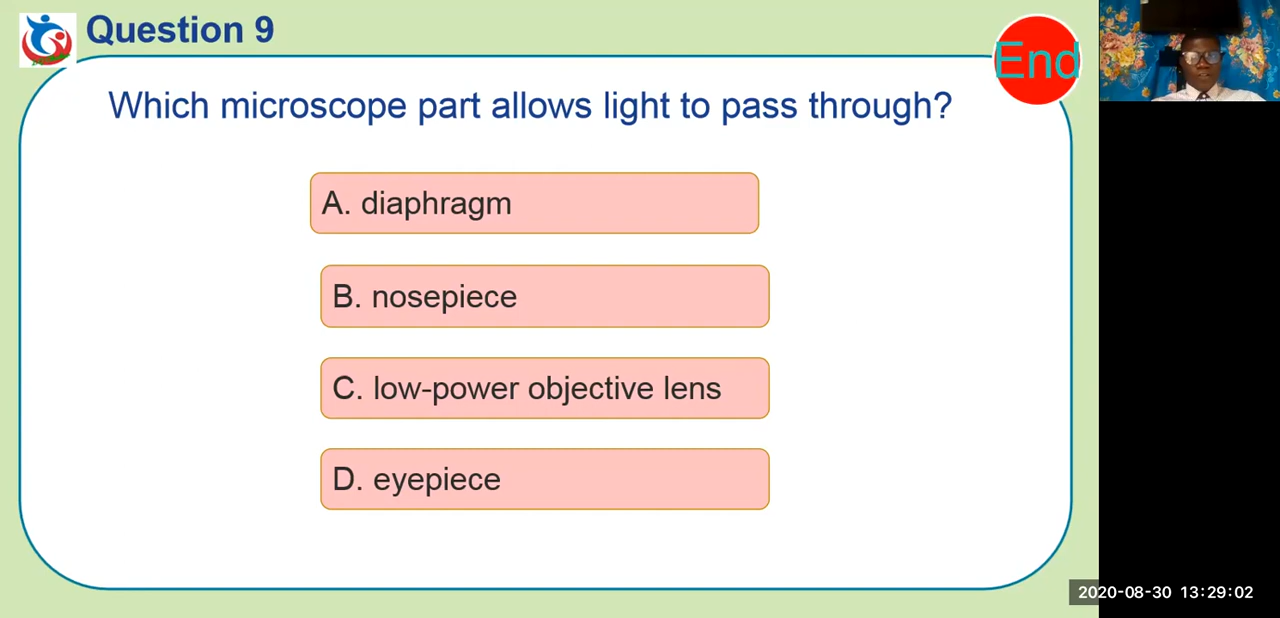 Question 9
End
Which microscope part allows light to pass through?
A. diaphragm
B. nosepiece
C. low-power objective lens
D. eyepiece
2020-08-30 13:29:02